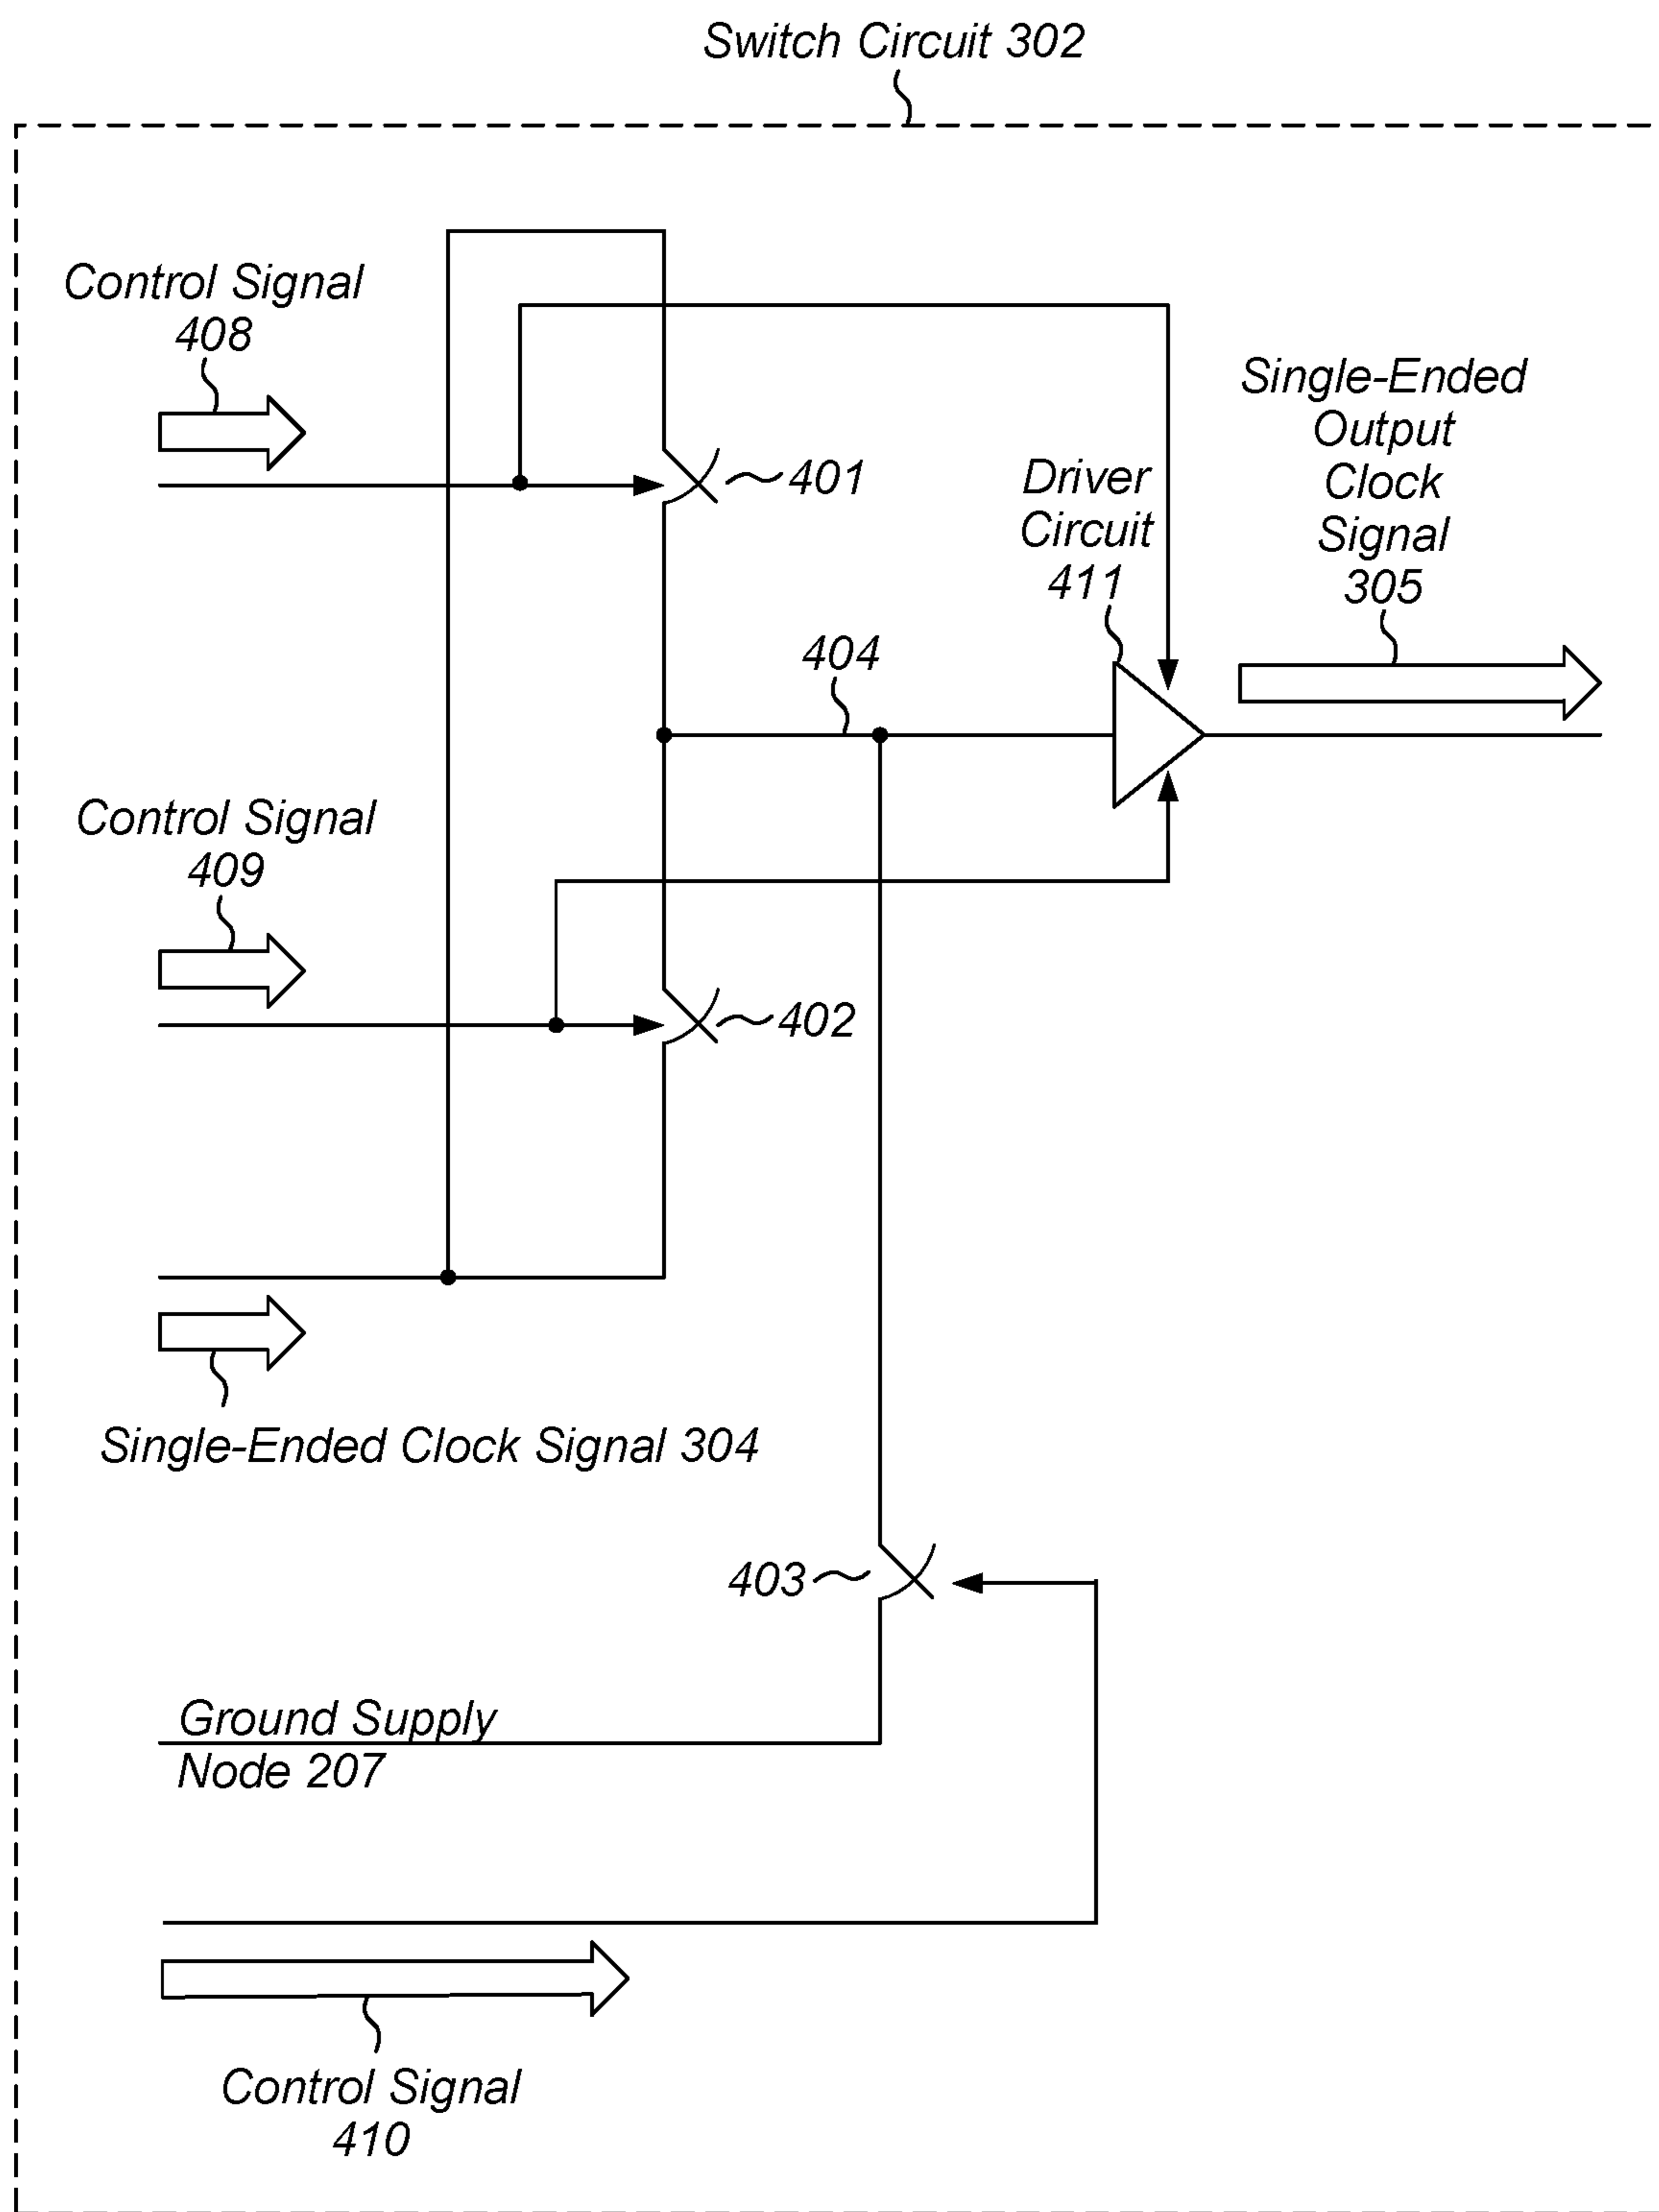 Switch Circuit 302
Control Signal
408
401
Single-Ended
Output
Clock
Signal
305
Driver
Circuit
411
404
Control Signal
409
402
Single-Ended Clock Signal 304
403
Ground Supply
Node 207
Control Signal
410